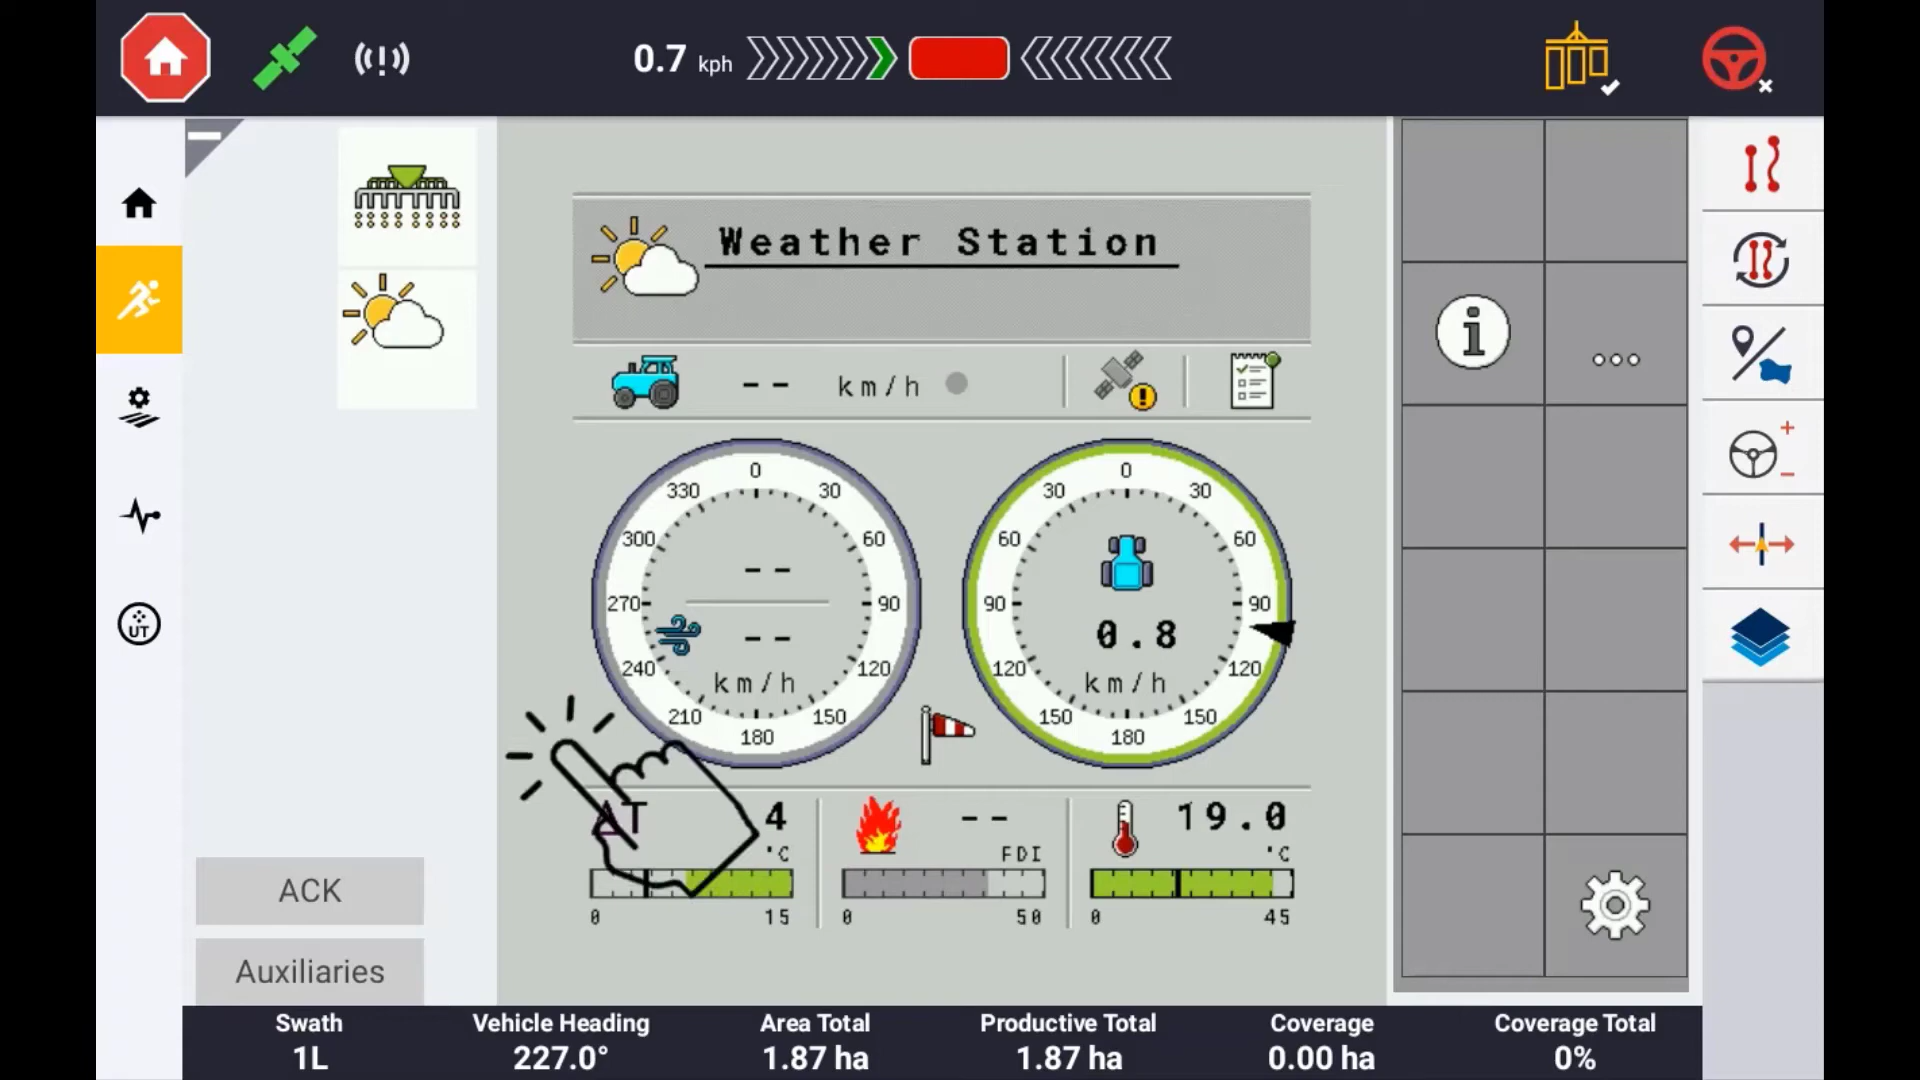 0.7 kph
Weather Station
-- km/h
0
330 30
300 60
--
270 90
--
240 120
km/h
210 150
180
0
30 30
60 60
90 90
0.8
120 120
km/h
150 150
180
i
...
UT
ΔT 4
°C
0 15
--
FDI
0 50
19.0
°C
0 45
ACK
Auxiliaries
Swath Vehicle Heading Area Total Productive Total Coverage Coverage Total
1L 227.0° 1.87 ha 1.87 ha 0.00 ha 0%